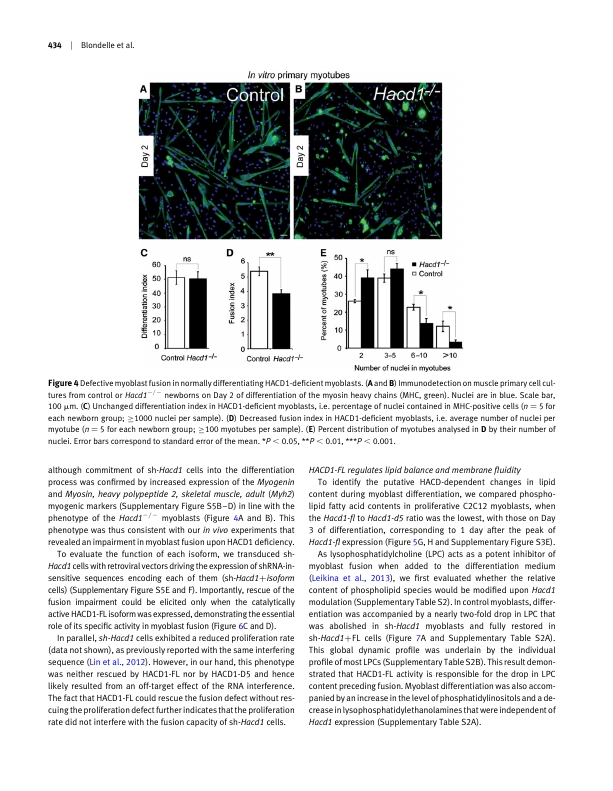 434 | Blondelle et al.
In vitro primary myotubes
A Control
B Hacd1−/−
Day 2
Day 2
C
ns
60
50
40
30
20
10
0
Differentiation index
Control Hacd1−/−
D
**
6
5
4
3
2
1
0
Fusion index
Control Hacd1−/−
E
50
40
30
20
10
0
Percent of myotubes (%)
* ns * *
Hacd1−/−
Control
2 3–5 6–10 >10
Number of nuclei in myotubes
Figure 4 Defective myoblast fusion in normally differentiating HACD1-deficient myoblasts. (A and B) Immunodetection on muscle primary cell cul-
tures from control or Hacd1−/− newborns on Day 2 of differentiation of the myosin heavy chains (MHC, green). Nuclei are in blue. Scale bar,
100 μm. (C) Unchanged differentiation index in HACD1-deficient myoblasts, i.e. percentage of nuclei contained in MHC-positive cells (n = 5 for
each newborn group; ≥1000 nuclei per sample). (D) Decreased fusion index in HACD1-deficient myotubes, i.e. average number of nuclei per
myotube (n = 5 for each newborn group; ≥100 myotubes per sample). (E) Percent distribution of myotubes analysed in D by their number of
nuclei. Error bars correspond to standard error of the mean. *P < 0.05, **P < 0.01, ***P < 0.001.
although commitment of sh-Hacd1 cells into the differentiation
process was confirmed by increased expression of the Myogenin
and Myosin, heavy polypeptide 2, skeletal muscle, adult (Myh2)
myogenic markers (Supplementary Figure S5B–D) in line with the
phenotype of the Hacd1−/− myoblasts (Figure 4A and B). This
phenotype was thus consistent with our in vivo experiments that
revealed an impairment in myoblast fusion upon HACD1 deficiency.
To evaluate the function of each isoform, we transduced sh-
Hacd1 cells with retroviral vectors driving the expression of shRNA-in-
sensitive sequences encoding each of them (sh-Hacd1+isoform
cells) (Supplementary Figure S5E and F). Importantly, rescue of the
fusion impairment could be elicited only when the catalytically
active HACD1-FL isoform was expressed, demonstrating the essential
role of its specific activity in myoblast fusion (Figure 6C and D).
In parallel, sh-Hacd1 cells exhibited a reduced proliferation rate
(data not shown), as previously reported with the same interfering
sequence (Lin et al., 2012). However, in our hand, this phenotype
was neither rescued by HACD1-FL nor by HACD1-D5 and hence
likely resulted from an off-target effect of the RNA interference.
The fact that HACD1-FL could rescue the fusion defect without res-
cuing the proliferation defect further indicates that the proliferation
rate did not interfere with the fusion capacity of sh-Hacd1 cells.
HACD1-FL regulates lipid balance and membrane fluidity
To identify the putative HACD-dependent changes in lipid
content during myoblast differentiation, we compared phospho-
lipid fatty acid contents in proliferative C2C12 myoblasts, when
the Hacd1-fl to Hacd1-d5 ratio was the lowest, with those on Day
3 of differentiation, corresponding to 1 day after the peak of
Hacd1-fl expression (Figure 5G, H and Supplementary Figure S3E).
As lysophosphatidylcholine (LPC) acts as a potent inhibitor of
myoblast fusion when added to the differentiation medium
(Leikina et al., 2013), we first evaluated whether the relative
content of phospholipid species would be modified upon Hacd1
modulation (Supplementary Table S2). In control myoblasts, differ-
entiation was accompanied by a nearly two-fold drop in LPC that
was abolished in sh-Hacd1 myoblasts and fully restored in
sh-Hacd1+FL cells (Figure 7A and Supplementary Table S2A).
This global dynamic profile was underlain by the individual
profile of most LPCs (Supplementary Table S2B). This result demon-
strated that HACD1-FL activity is responsible for the drop in LPC
content preceding fusion. Myoblast differentiation was also accom-
panied by an increase in the level of phosphatidylinositols and a de-
crease in lysophosphatidylethanolamines that were independent of
Hacd1 expression (Supplementary Table S2A).